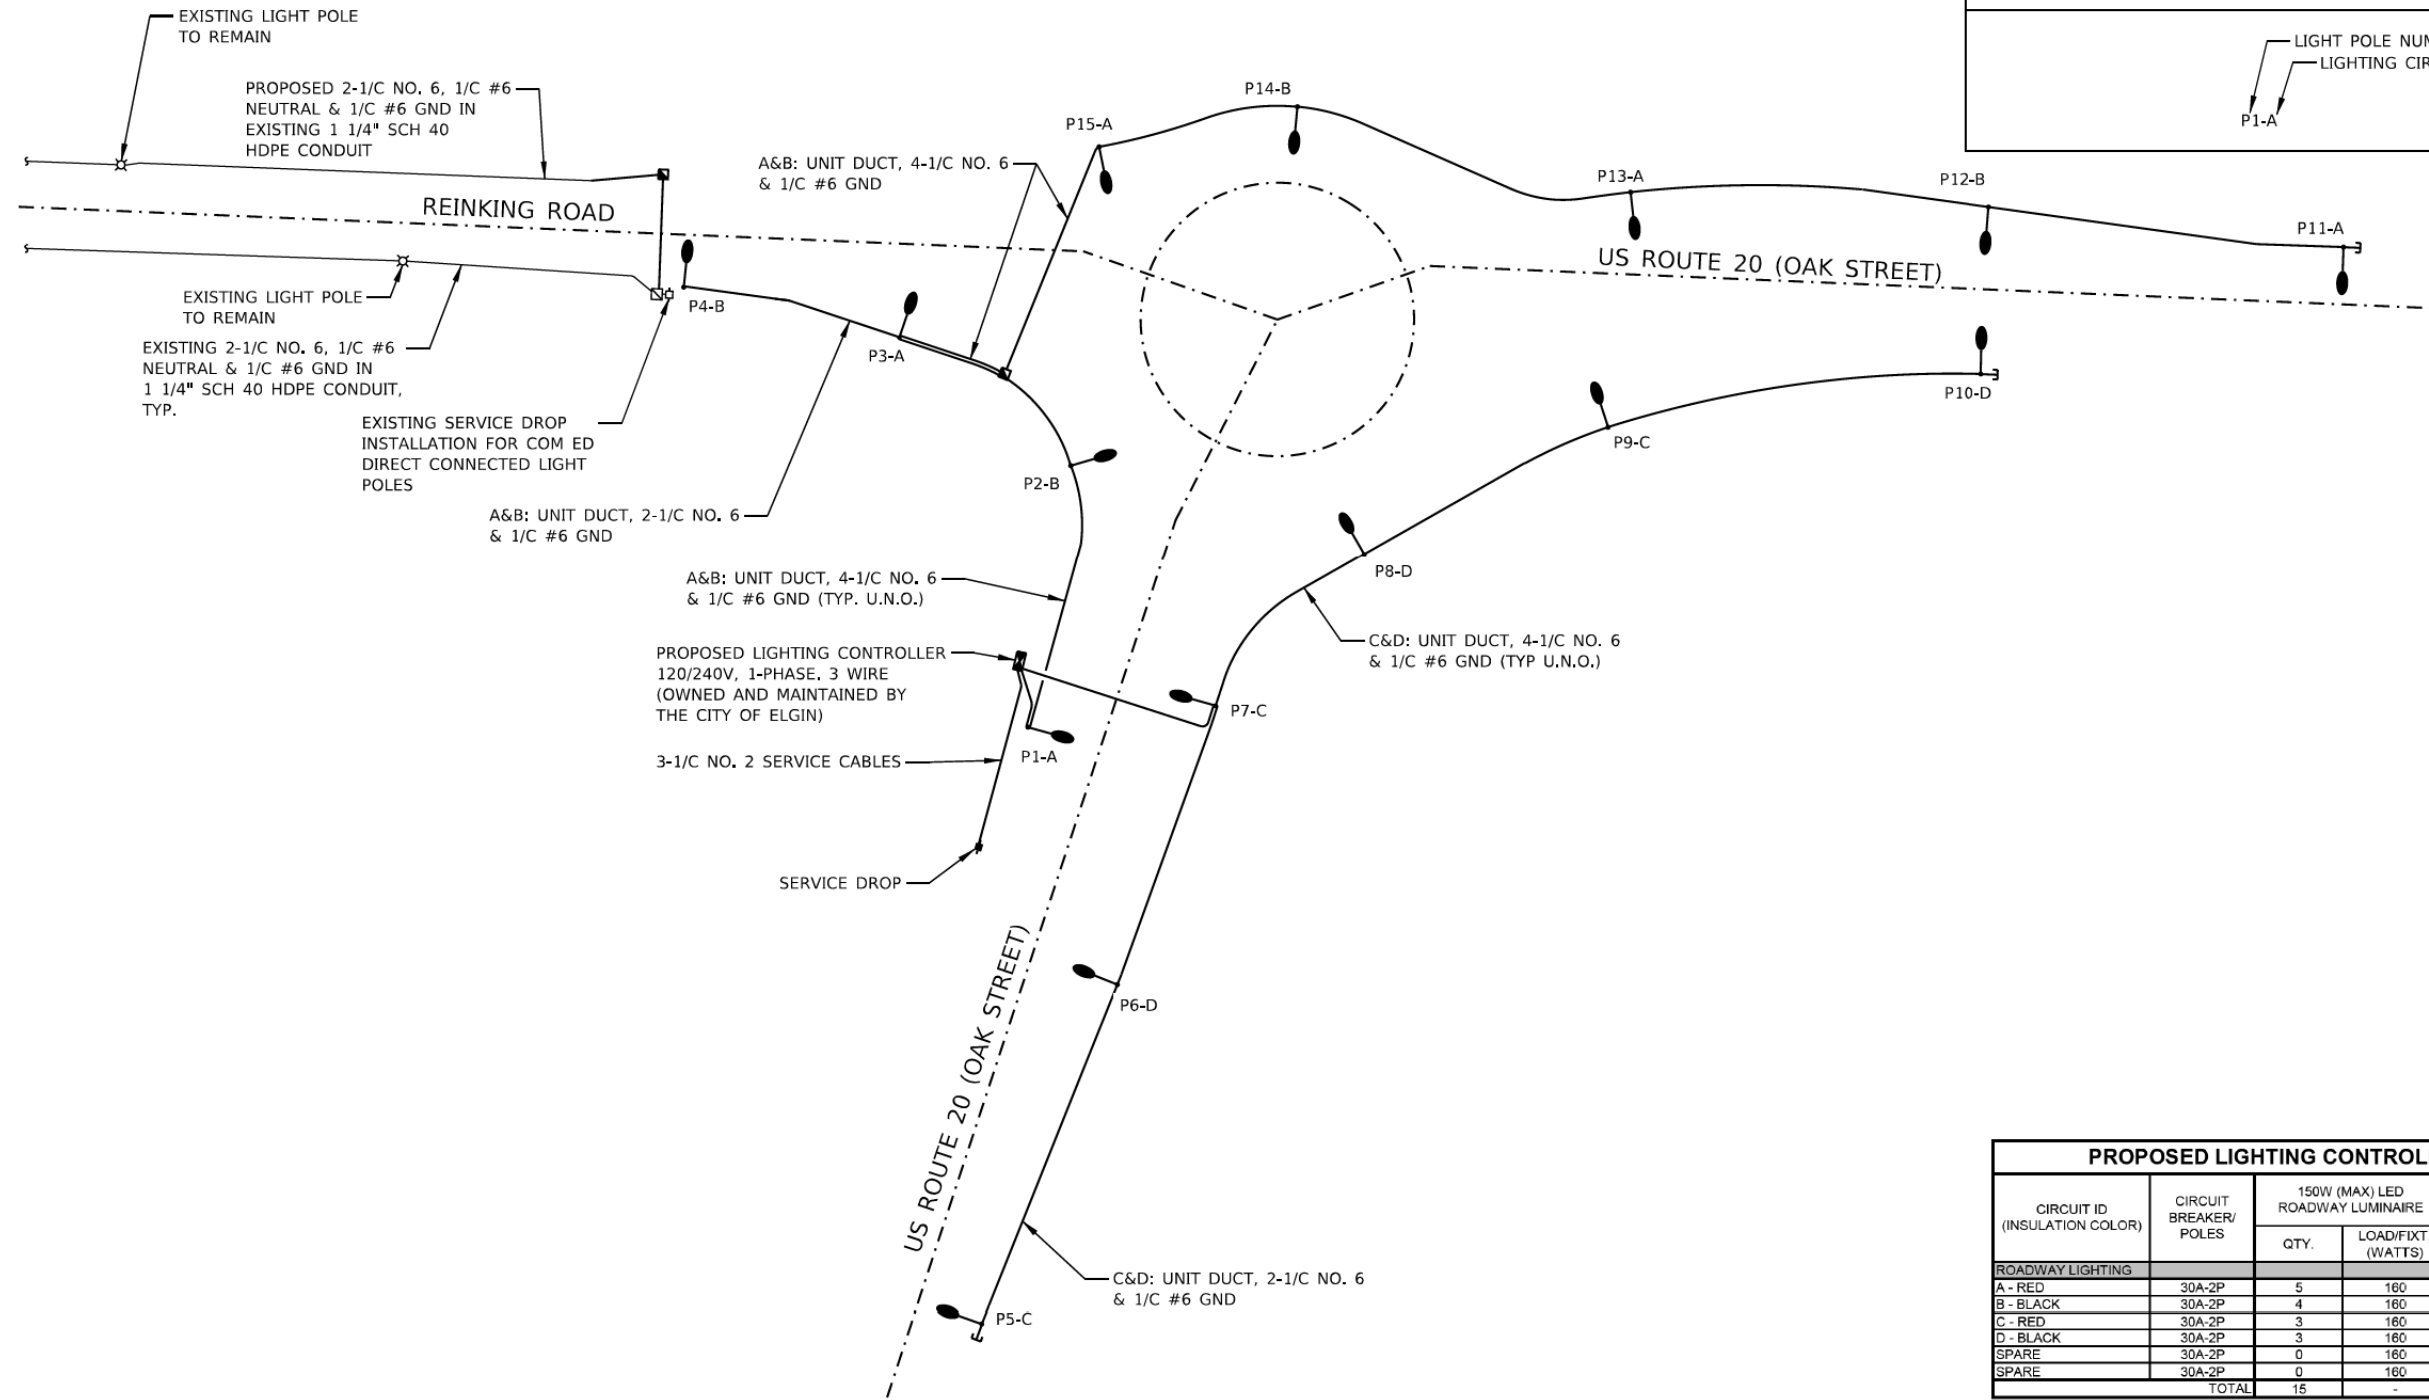 EXISTING LIGHT POLE
TO REMAIN
PROPOSED 2-1/C NO. 6, 1/C #6
NEUTRAL & 1/C #6 GND IN
EXISTING 1 1/4" SCH 40
HDPE CONDUIT
REINKING ROAD
EXISTING LIGHT POLE
TO REMAIN
EXISTING 2-1/C NO. 6, 1/C #6
NEUTRAL & 1/C #6 GND IN
1 1/4" SCH 40 HDPE CONDUIT,
TYP.
EXISTING SERVICE DROP
INSTALLATION FOR COM ED
DIRECT CONNECTED LIGHT
POLES
A&B: UNIT DUCT, 2-1/C NO. 6
& 1/C #6 GND
A&B: UNIT DUCT, 4-1/C NO. 6
& 1/C #6 GND
P15-A
P14-B
P13-A
P12-B
P11-A
LIGHT POLE
LIGHTING
P1-A
US ROUTE 20 (OAK STREET)
P4-B
P3-A
P2-B
P10-D
P9-C
P8-D
A&B: UNIT DUCT, 4-1/C NO. 6
& 1/C #6 GND (TYP. U.N.O.)
C&D: UNIT DUCT, 4-1/C NO. 6
& 1/C #6 GND (TYP U.N.O.)
PROPOSED LIGHTING CONTROLLER
120/240V, 1-PHASE, 3 WIRE
(OWNED AND MAINTAINED BY
THE CITY OF ELGIN)
P7-C
P1-A
3-1/C NO. 2 SERVICE CABLES
SERVICE DROP
P6-D
US ROUTE 20 (OAK STREET)
C&D: UNIT DUCT, 2-1/C NO. 6
& 1/C #6 GND
P5-C
PROPOSED LIGHTING
CIRCUIT ID
(INSULATION COLOR)
CIRCUIT
BREAKER/
POLES
150W (MAX) LED
ROADWAY LUMINAIRE
QTY.
LOAD/FIXT.
(WATTS)
ROADWAY LIGHTING
A - RED 30A-2P 5 160
B - BLACK 30A-2P 4 160
C - RED 30A-2P 3 160
D - BLACK 30A-2P 3 160
SPARE 30A-2P 0 160
SPARE 30A-2P 0 160
TOTAL 15 -